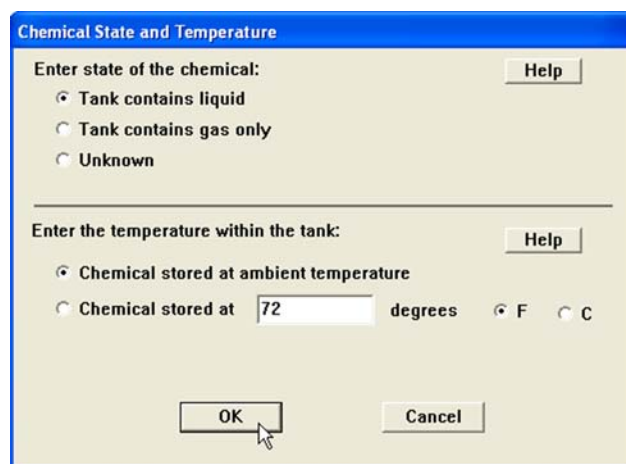 Chemical State and Temperature
Enter state of the chemical:
Help
Tank contains liquid
Tank contains gas only
Unknown
Enter the temperature within the tank:
Help
Chemical stored at ambient temperature
Chemical stored at 72 degrees F C
OK Cancel